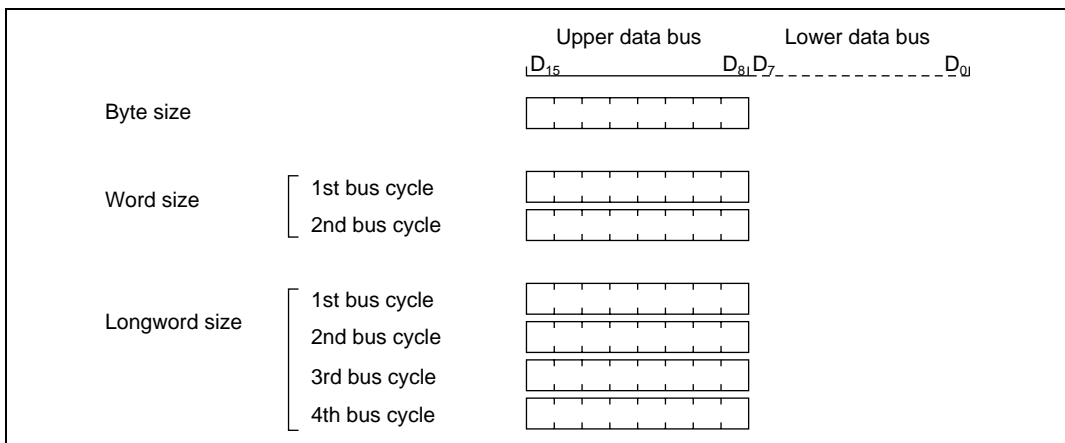 Upper data bus Lower data bus
D15 D8 D7 D0
Byte size
Word size
1st bus cycle
2nd bus cycle
Longword size
1st bus cycle
2nd bus cycle
3rd bus cycle
4th bus cycle